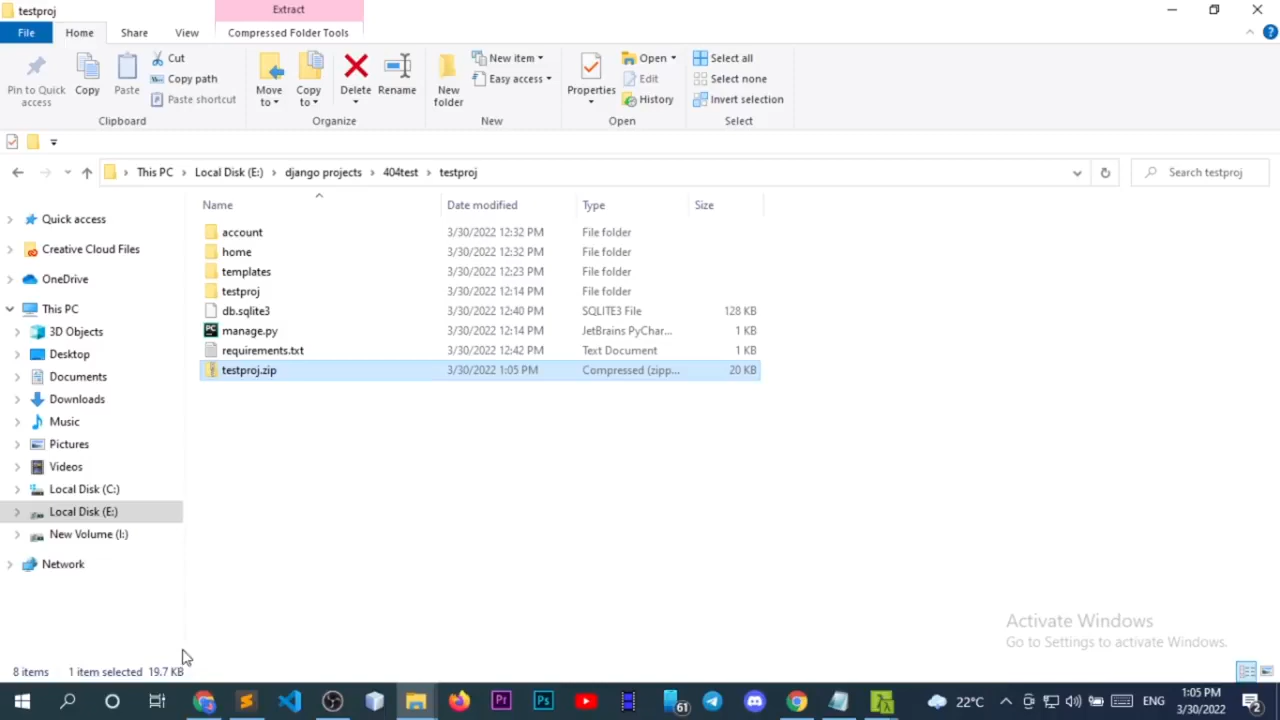 testproj
Extract
File
Home
Share
View
Compressed Folder Tools
Pin to Quick access
Copy
Paste
Cut
Copy path
Paste shortcut
Clipboard
Move to
Copy to
Delete
Rename
Organize
New folder
New item
Easy access
New
Properties
Open
Edit
History
Open
Select all
Select none
Invert selection
Select
This PC > Local Disk (E:) > django projects > 404test > testproj
Search testproj
Name Date modified Type Size
account 3/30/2022 12:32 PM File folder
home 3/30/2022 12:32 PM File folder
templates 3/30/2022 12:23 PM File folder
testproj 3/30/2022 12:14 PM File folder
db.sqlite3 3/30/2022 12:40 PM SQLITE3 File 128 KB
manage.py 3/30/2022 12:14 PM JetBrains PyChar... 1 KB
requirements.txt 3/30/2022 12:42 PM Text Document 1 KB
testproj.zip 3/30/2022 1:05 PM Compressed (zipp... 20 KB
Quick access
Creative Cloud Files
OneDrive
This PC
3D Objects
Desktop
Documents
Downloads
Music
Pictures
Videos
Local Disk (C:)
Local Disk (E:)
New Volume (I:)
Network
Activate Windows
Go to Settings to activate Windows.
8 items 1 item selected 19.7 KB
Pr
Ps
61
22°C
ENG
1:05 PM
3/30/2022
2